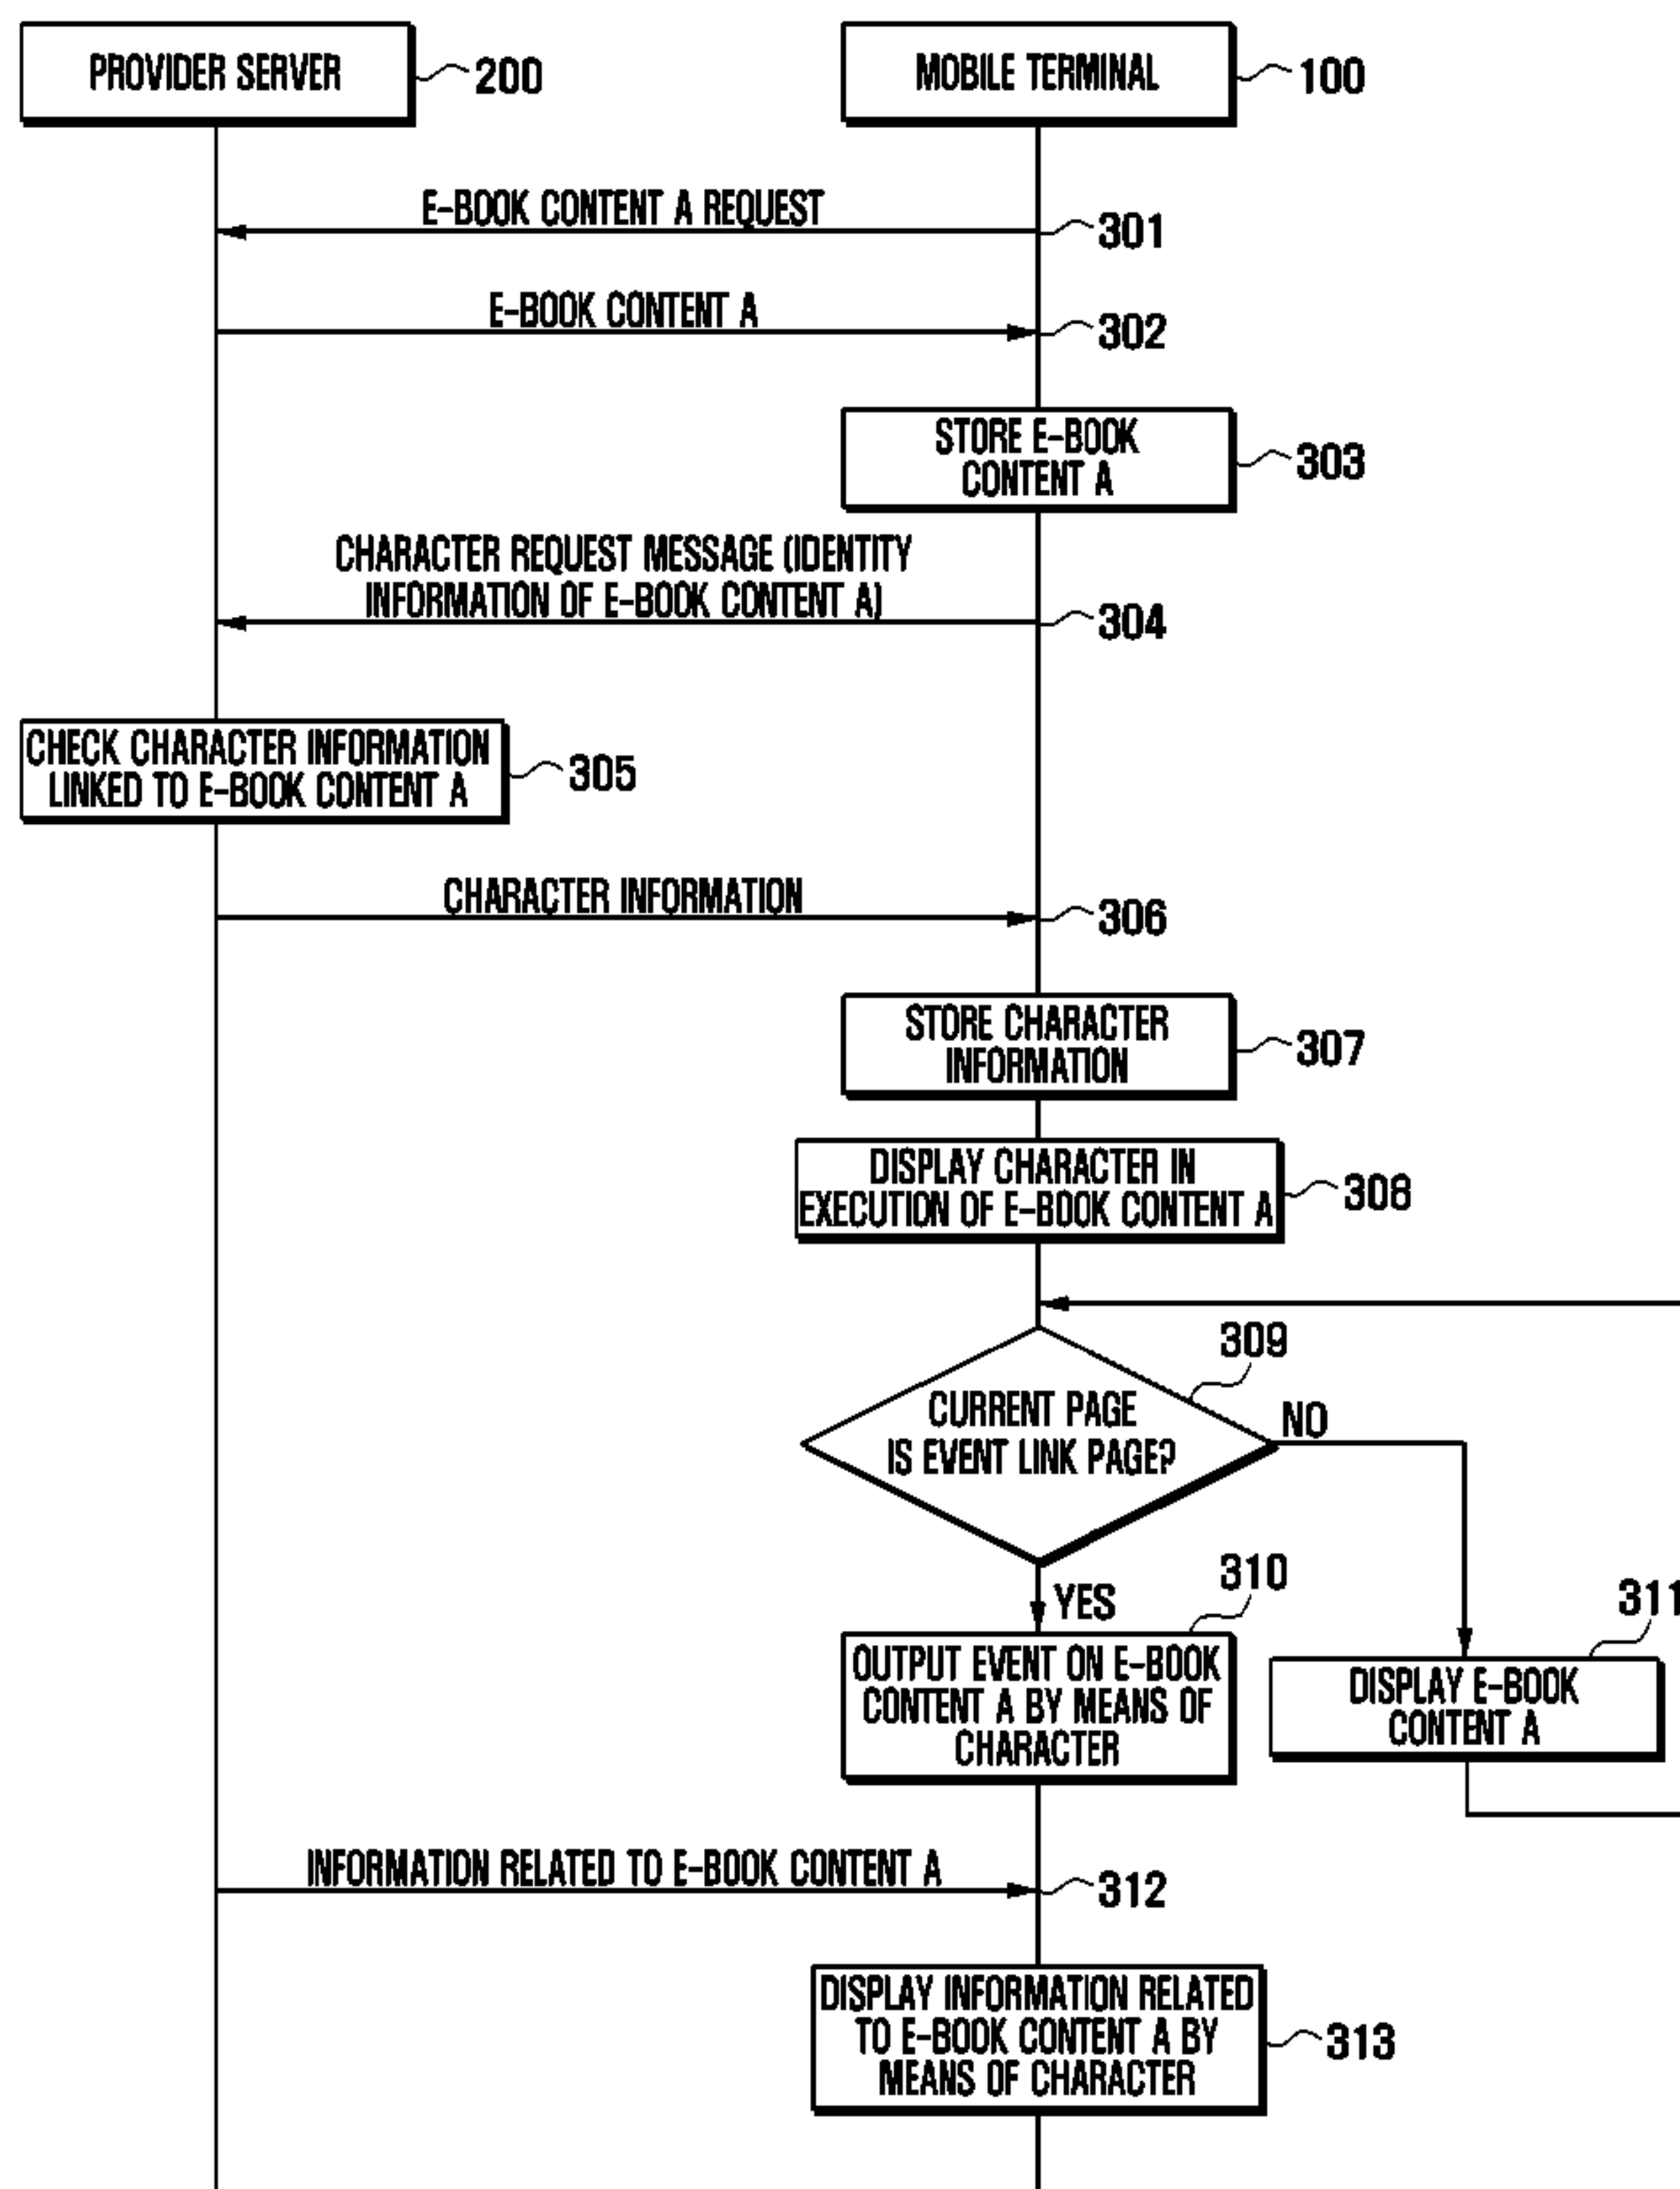 PROVIDER SERVER
200
MOBILE TERMINAL
100
E-BOOK CONTENT A REQUEST
301
E-BOOK CONTENT A
302
STORE E-BOOK
CONTENT A
303
CHARACTER REQUEST MESSAGE (IDENTITY
INFORMATION OF E-BOOK CONTENT A)
304
CHECK CHARACTER INFORMATION
LINKED TO E-BOOK CONTENT A
305
CHARACTER INFORMATION
306
STORE CHARACTER
INFORMATION
307
DISPLAY CHARACTER IN
EXECUTION OF E-BOOK CONTENT A
308
309
CURRENT PAGE
IS EVENT LINK PAGE?
NO
YES
310
OUTPUT EVENT ON E-BOOK
CONTENT A BY MEANS OF
CHARACTER
311
DISPLAY E-BOOK
CONTENT A
INFORMATION RELATED TO E-BOOK CONTENT A
312
DISPLAY INFORMATION RELATED
TO E-BOOK CONTENT A BY
MEANS OF CHARACTER
313